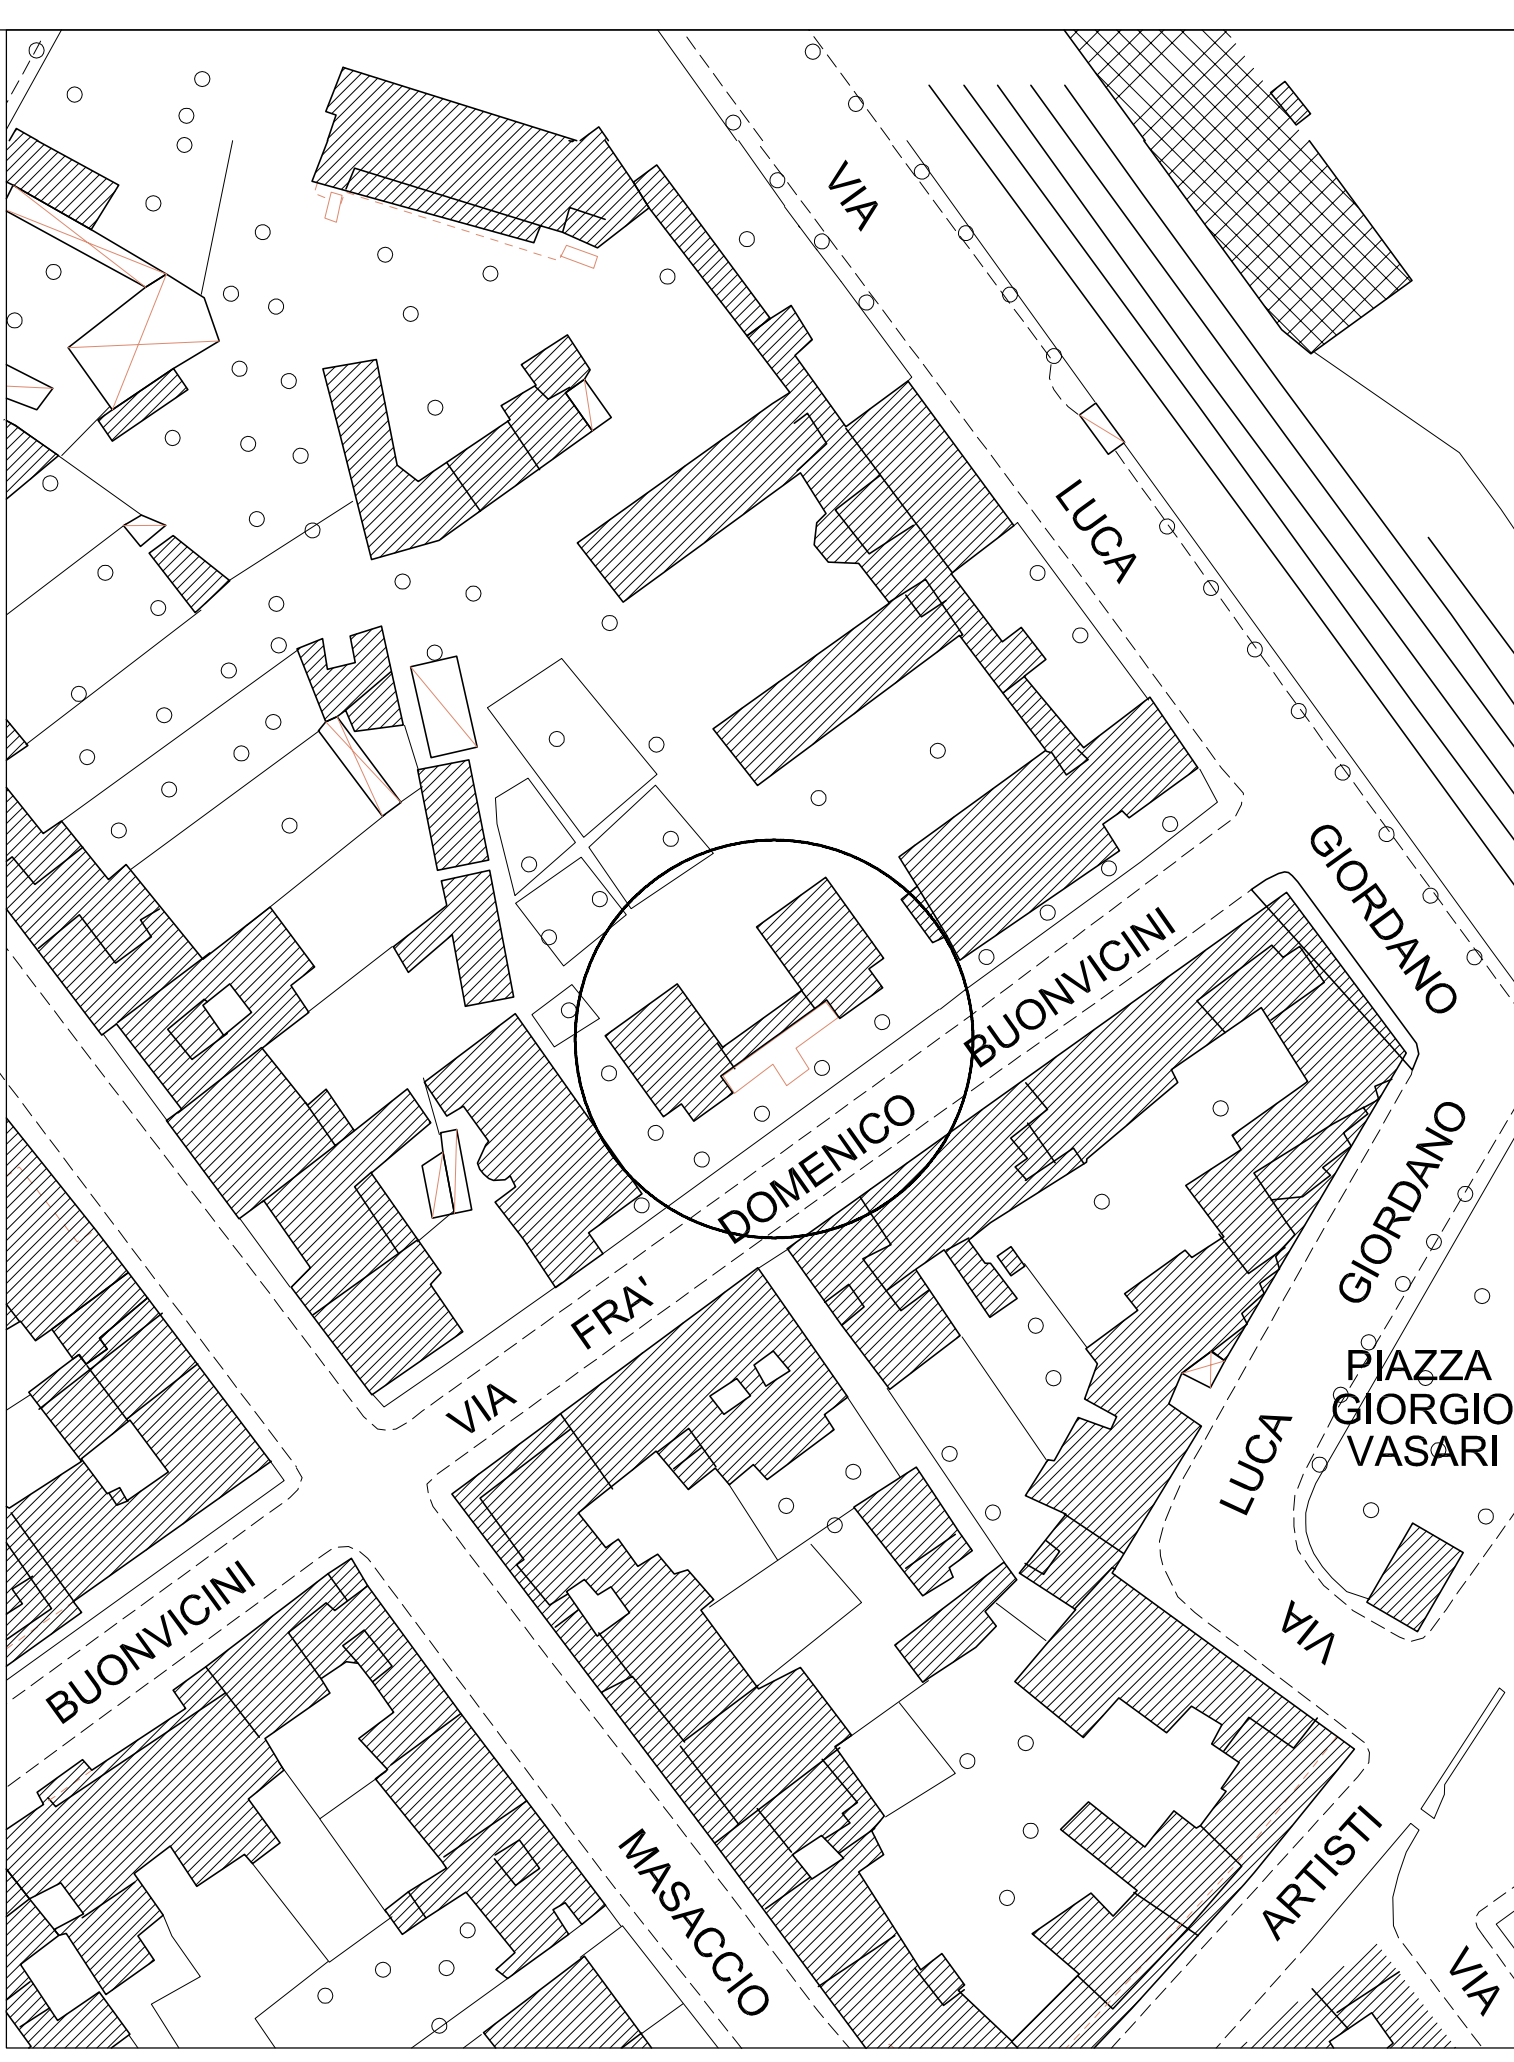 VIA
LUCA
GIORDANO
VIA
FRA'
DOMENICO
BUONVICINI
GIORDANO
LUCA
VIA
PIAZZA
GIORGIO
VASARI
BUONVICINI
MASACCIO
ARTISTI
VIA